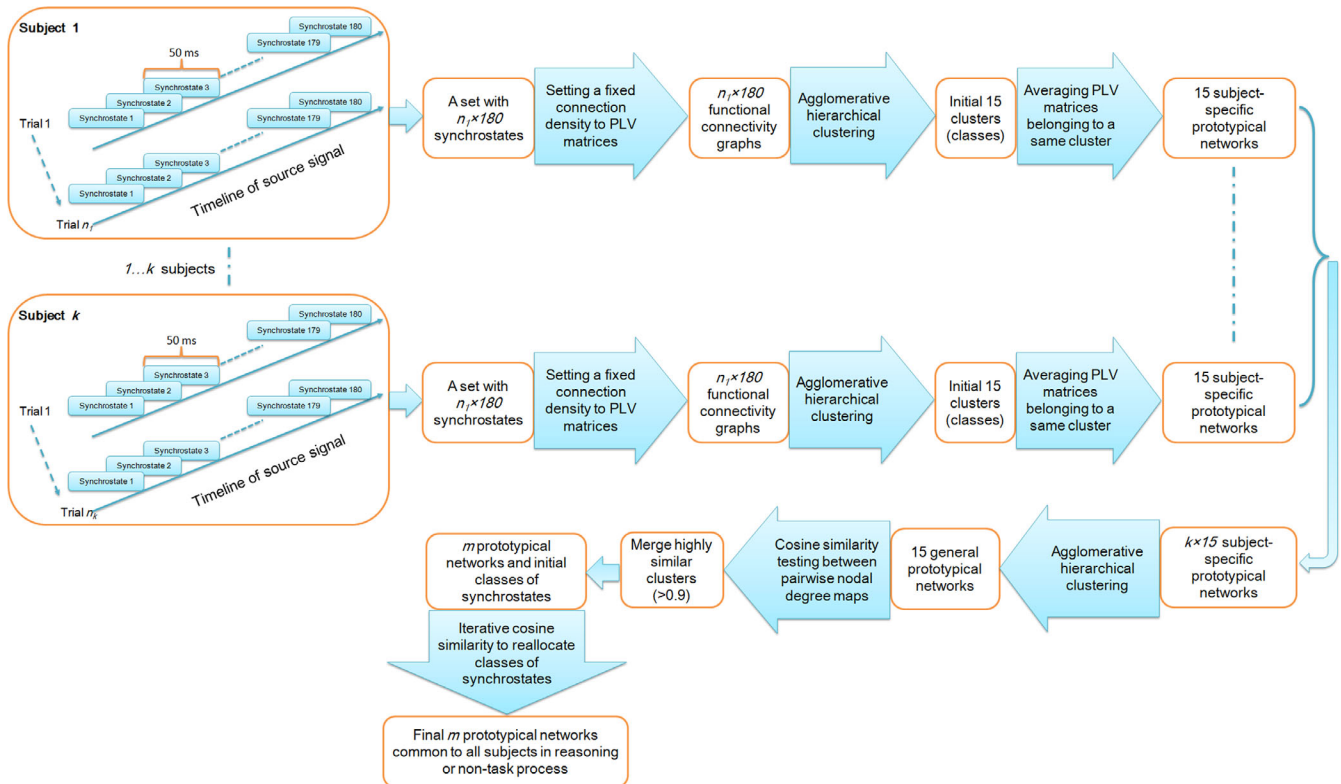 Subject 1
Synchrostate 180
Synchrostate 179
50 ms
Synchrostate 3
Synchrostate 2
Synchrostate 1
Trial 1
Synchrostate 180
Synchrostate 179
Synchrostate 3
Synchrostate 2
Synchrostate 1
Timeline of source signal
Trial n1
A set with
n1×180
synchrostates
Setting a fixed
connection
density to PLV
matrices
n1×180
functional
connectivity
graphs
Agglomerative
hierarchical
clustering
Initial 15
clusters
(classes)
Averaging PLV
matrices
belonging to a
same cluster
15 subject-
specific
prototypical
networks
1...k subjects
Subject k
Synchrostate 180
Synchrostate 179
50 ms
Synchrostate 3
Synchrostate 2
Synchrostate 1
Trial 1
Synchrostate 180
Synchrostate 179
Synchrostate 3
Synchrostate 2
Synchrostate 1
Timeline of source signal
Trial nk
A set with
n1×180
synchrostates
Setting a fixed
connection
density to PLV
matrices
n1×180
functional
connectivity
graphs
Agglomerative
hierarchical
clustering
Initial 15
clusters
(classes)
Averaging PLV
matrices
belonging to a
same cluster
15 subject-
specific
prototypical
networks
k×15 subject-
specific
prototypical
networks
Agglomerative
hierarchical
clustering
15 general
prototypical
networks
Cosine similarity
testing between
pairwise nodal
degree maps
Merge highly
similar clusters
(>0.9)
m prototypical
networks and initial
classes of
synchrostates
Iterative cosine
similarity to reallocate
classes of
synchrostates
Final m prototypical networks
common to all subjects in reasoning
or non-task process